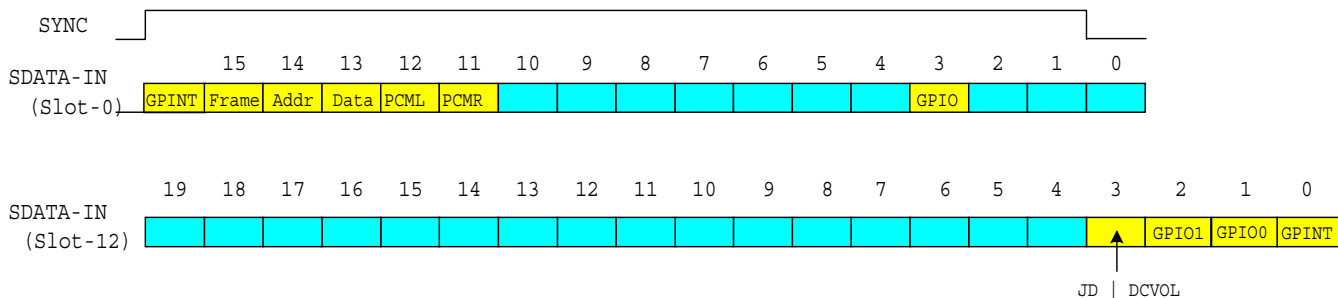 SYNC
15 14 13 12 11 10 9 8 7 6 5 4 3 2 1 0
SDATA-IN
(Slot-0)
GPINT Frame Addr Data PCML PCMR GPIO
19 18 17 16 15 14 13 12 11 10 9 8 7 6 5 4 3 2 1 0
SDATA-IN
(Slot-12)
GPIO1 GPIO0 GPINT
JD | DCVOL